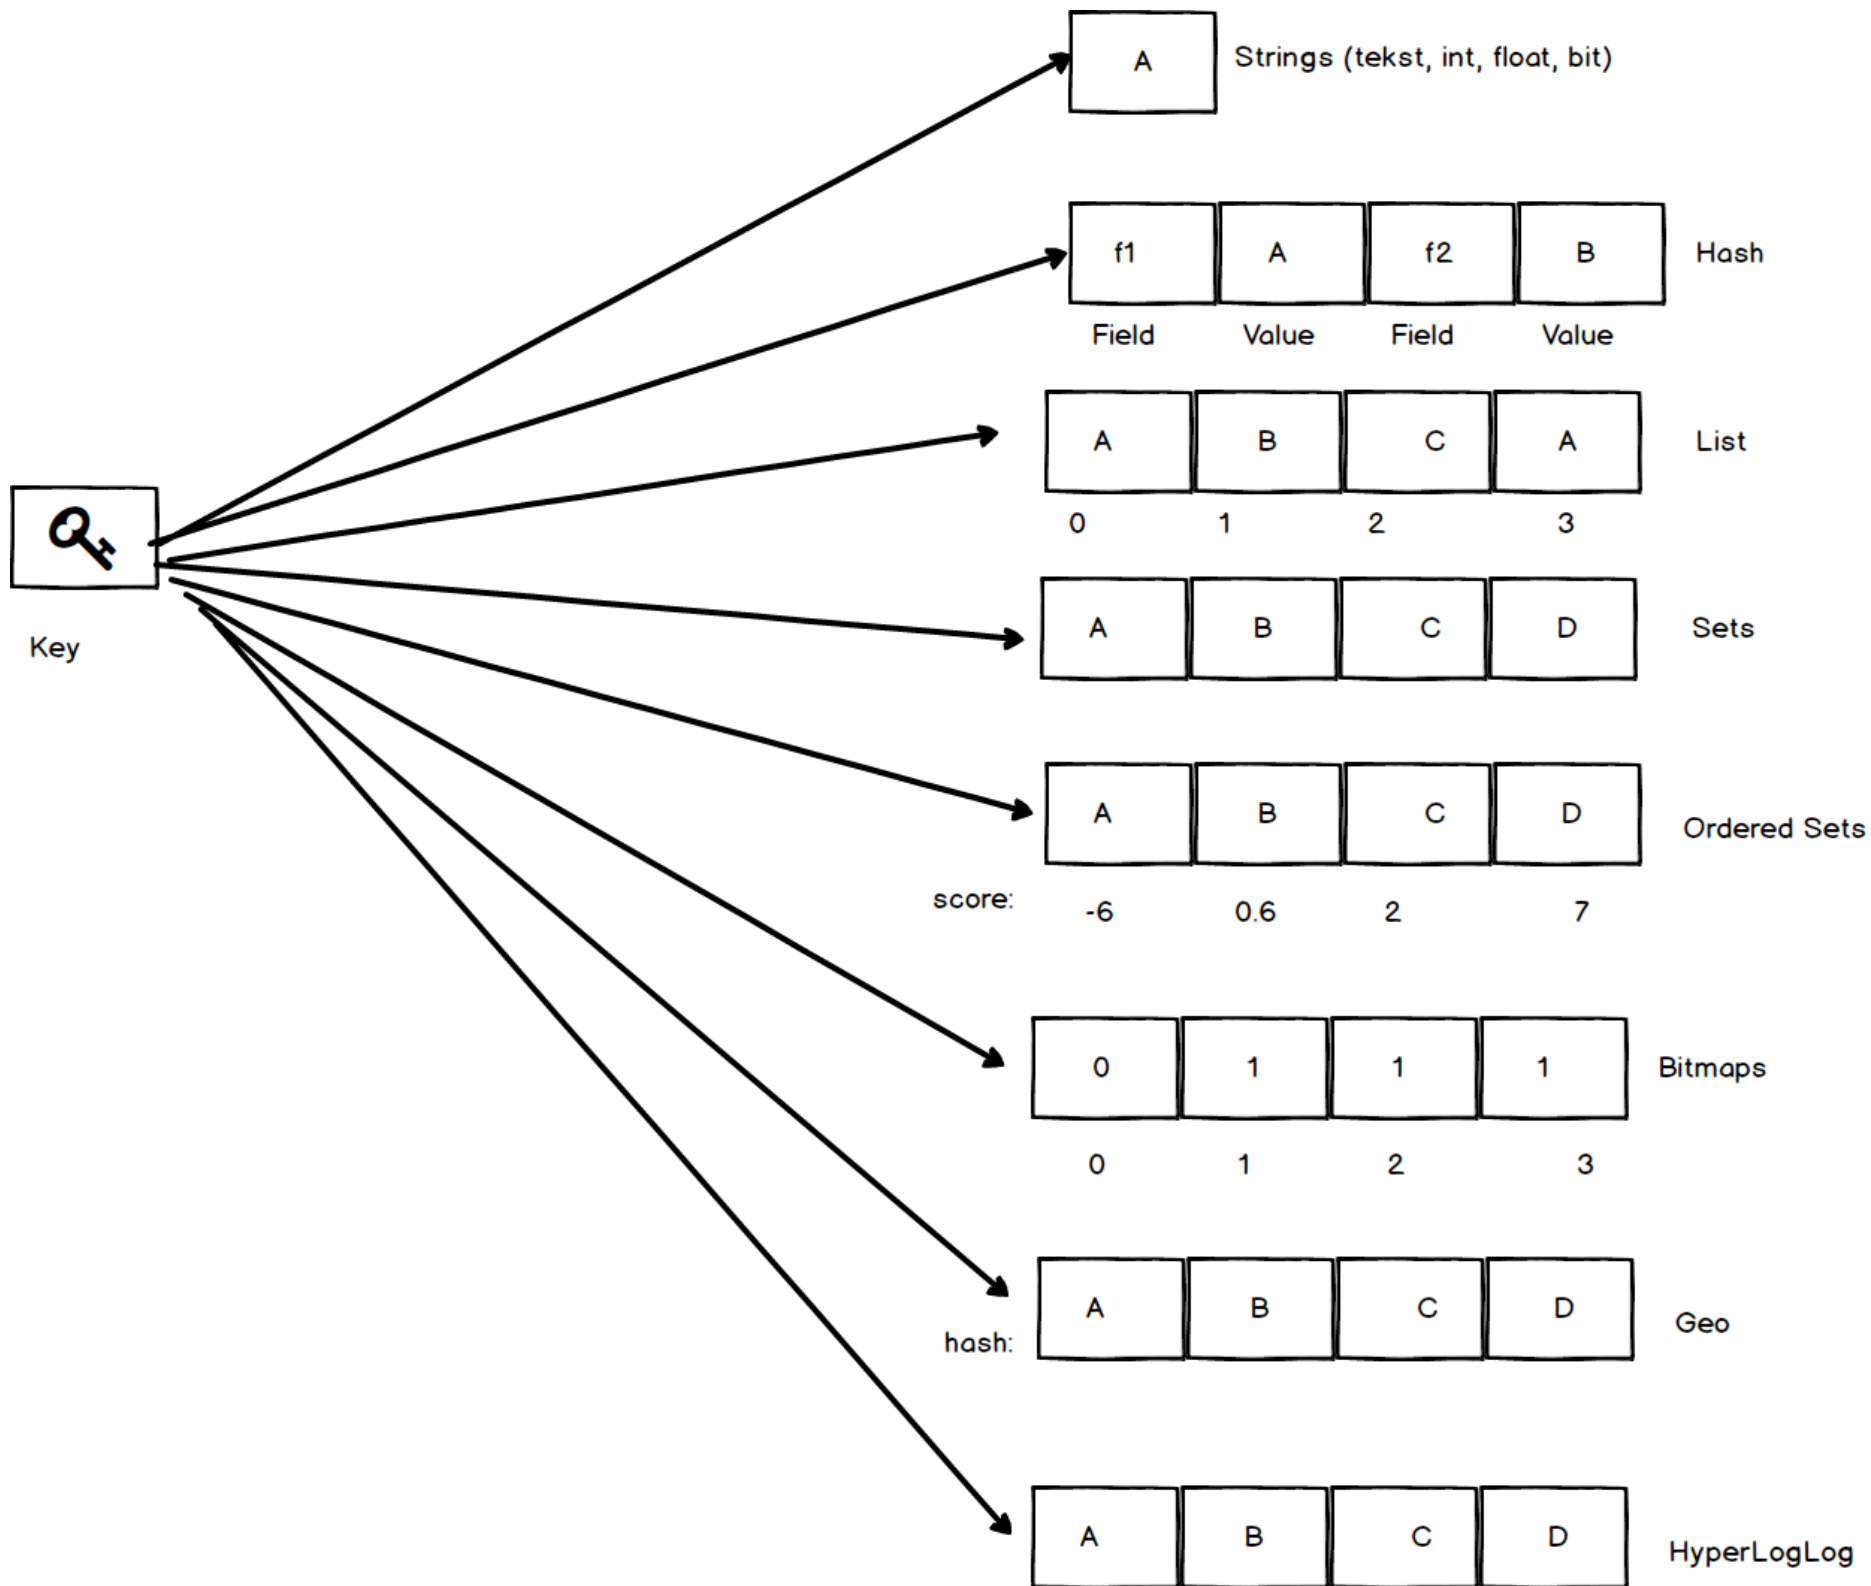 A Strings (tekst, int, float, bit)
f1 A f2 B Hash
Field Value Field Value
A B C A List
0 1 2 3
A B C D Sets
Key
A B C D Ordered Sets
score: -6 0.6 2 7
0 1 1 1 Bitmaps
0 1 2 3
A B C D Geo
hash:
A B C D HyperLogLog